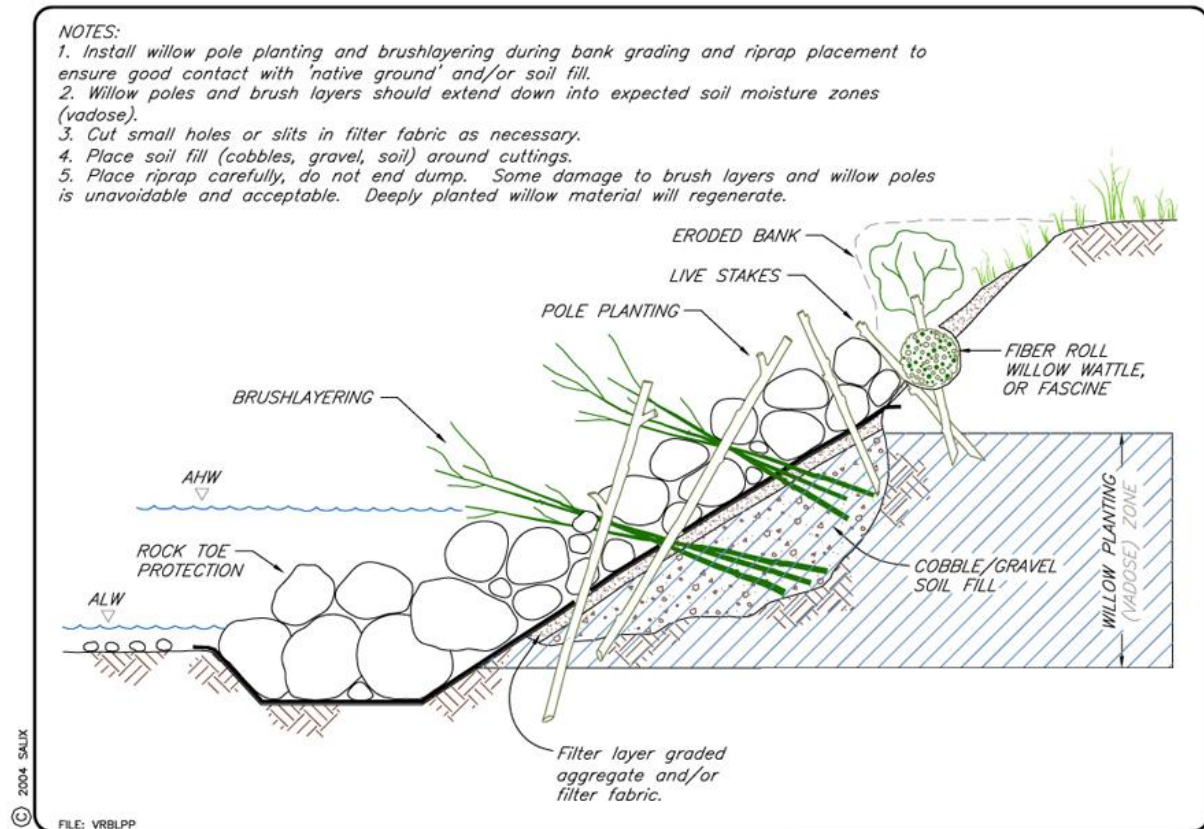 NOTES:
1. Install willow pole planting and brushlayering during bank grading and riprap placement to
ensure good contact with 'native ground' and/or soil fill.
2. Willow poles and brush layers should extend down into expected soil moisture zones
(vadose).
3. Cut small holes or slits in filter fabric as necessary.
4. Place soil fill (cobbles, gravel, soil) around cuttings.
5. Place riprap carefully, do not end dump. Some damage to brush layers and willow poles
is unavoidable and acceptable. Deeply planted willow material will regenerate.
ERODED BANK
LIVE STAKES
POLE PLANTING
FIBER ROLL
WILLOW WATTLE,
OR FASCINE
BRUSHLAYERING
AHW
ROCK TOE
PROTECTION
ALW
COBBLE/GRAVEL
SOIL FILL
WILLOW PLANTING
(VADOSE) ZONE
Filter layer graded
aggregate and/or
filter fabric.
© 2004 SALIX
FILE: VRBLPP